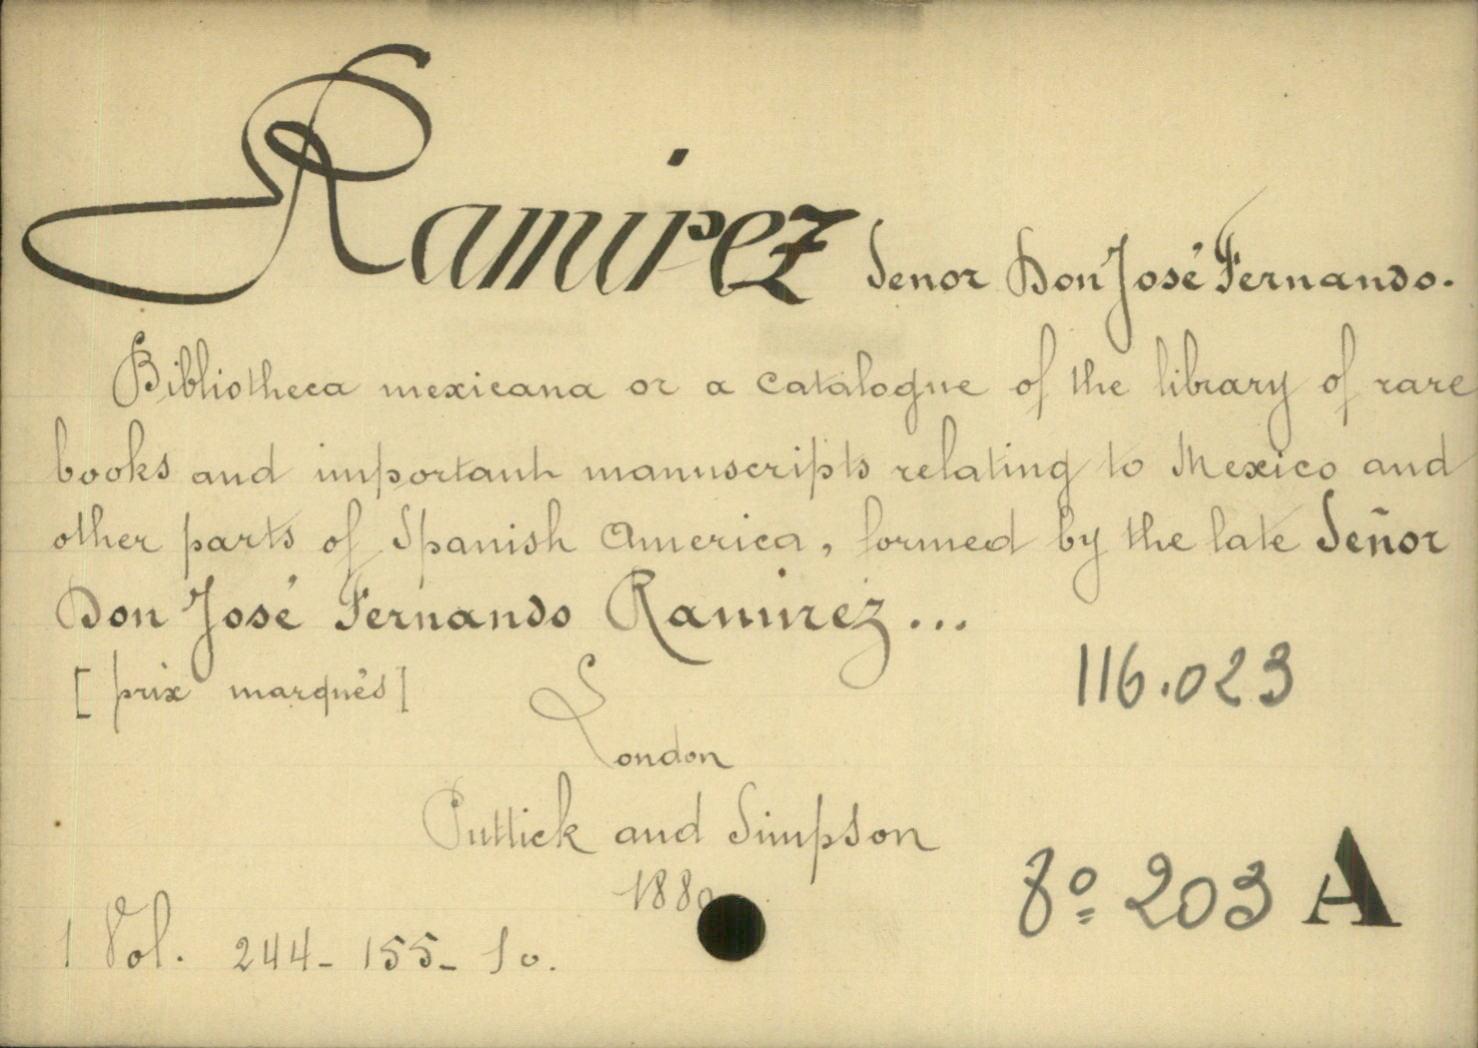 Ramirez Senor Don José Fernando.
Bibliotheca mexicana or a catalogue of the library of rare
books and important manuscripts relating to Mexico and
other parts of Spanish America, formed by the late Señor
Don José Fernando Ramirez...
[prix marqués]
116.023
London
Puttick and Simpson
1880
8º 203 A
1 Vol. 244-155-10.